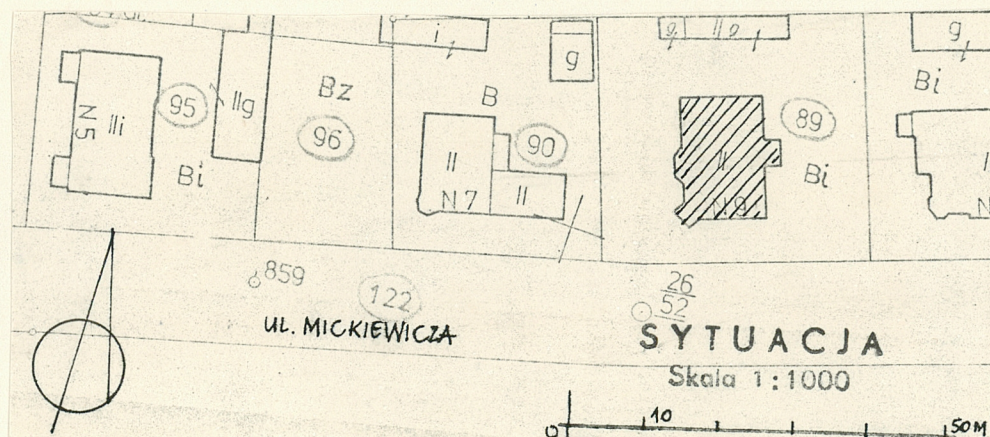 i
g
g
Bi
N5
IIi
95
IIg
Bz
96
B
II
90
N7
II
g
II
89
Bi
N9
Bi
859
122
26
52
UL. MICKIEWICZA
SYTUACJA
Skala 1:1000
0
10
50M